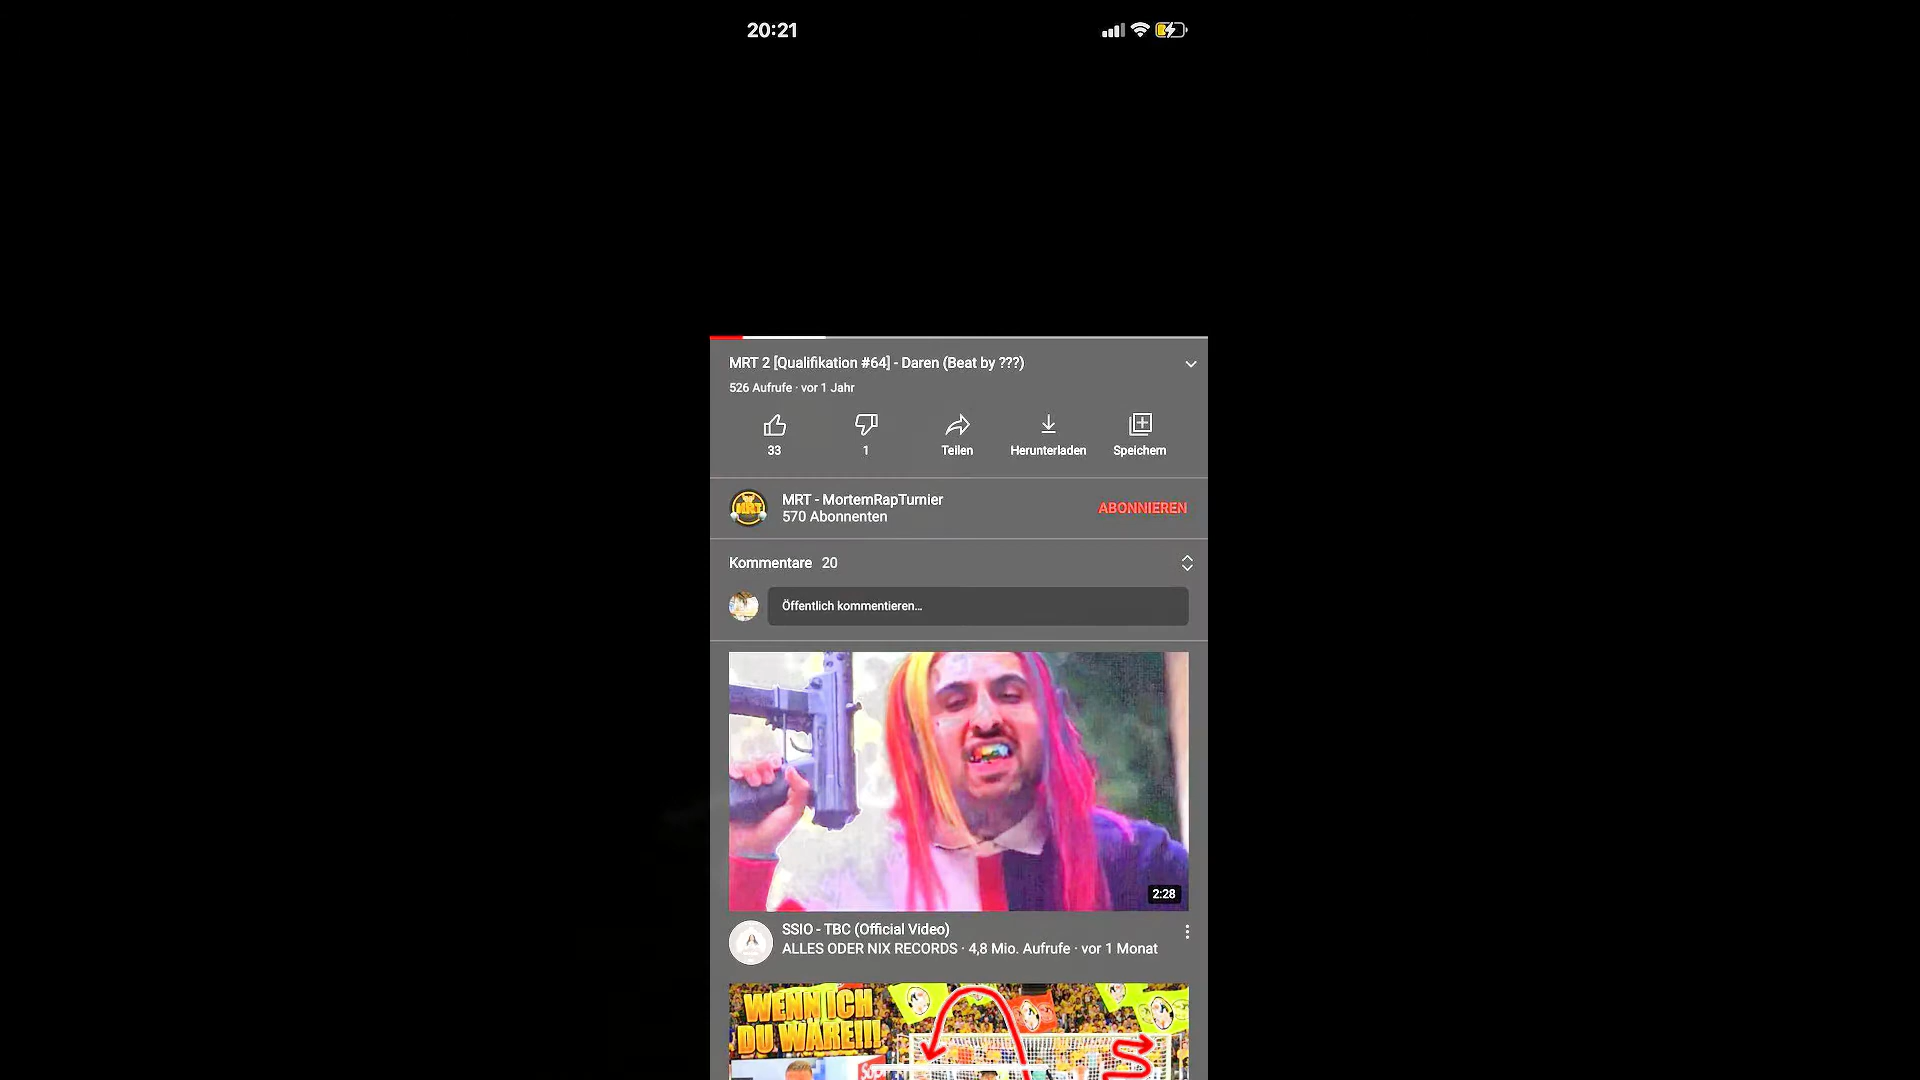 20:21
MRT 2 [Qualifikation #64] - Daren (Beat by ???)
526 Aufrufe · vor 1 Jahr
33
1
Teilen
Herunterladen
Speichern
MRT
MRT - MortemRapTurnier
570 Abonnenten
ABONNIEREN
Kommentare 20
Öffentlich kommentieren...
2:28
SSIO - TBC (Official Video)
ALLES ODER NIX RECORDS · 4,8 Mio. Aufrufe · vor 1 Monat
WENN ICH
DU WÄRE!!!
Sup